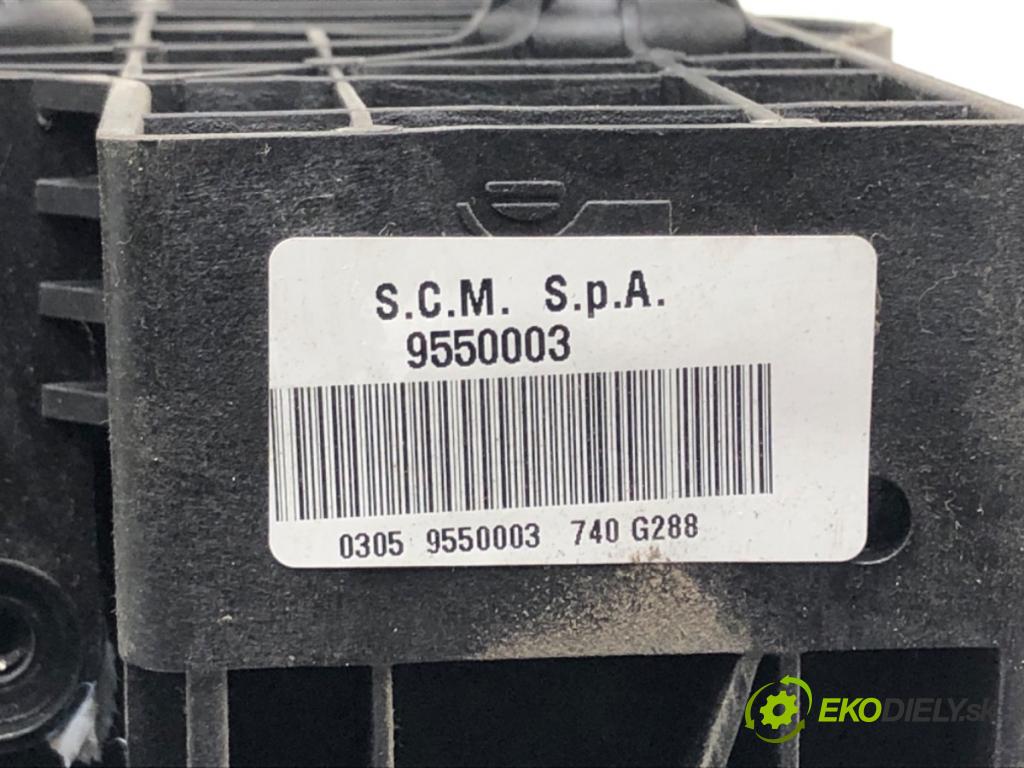 S.C.M. S.p.A.
9550003
0305 9550003 740 G288
EKODIELY.sk